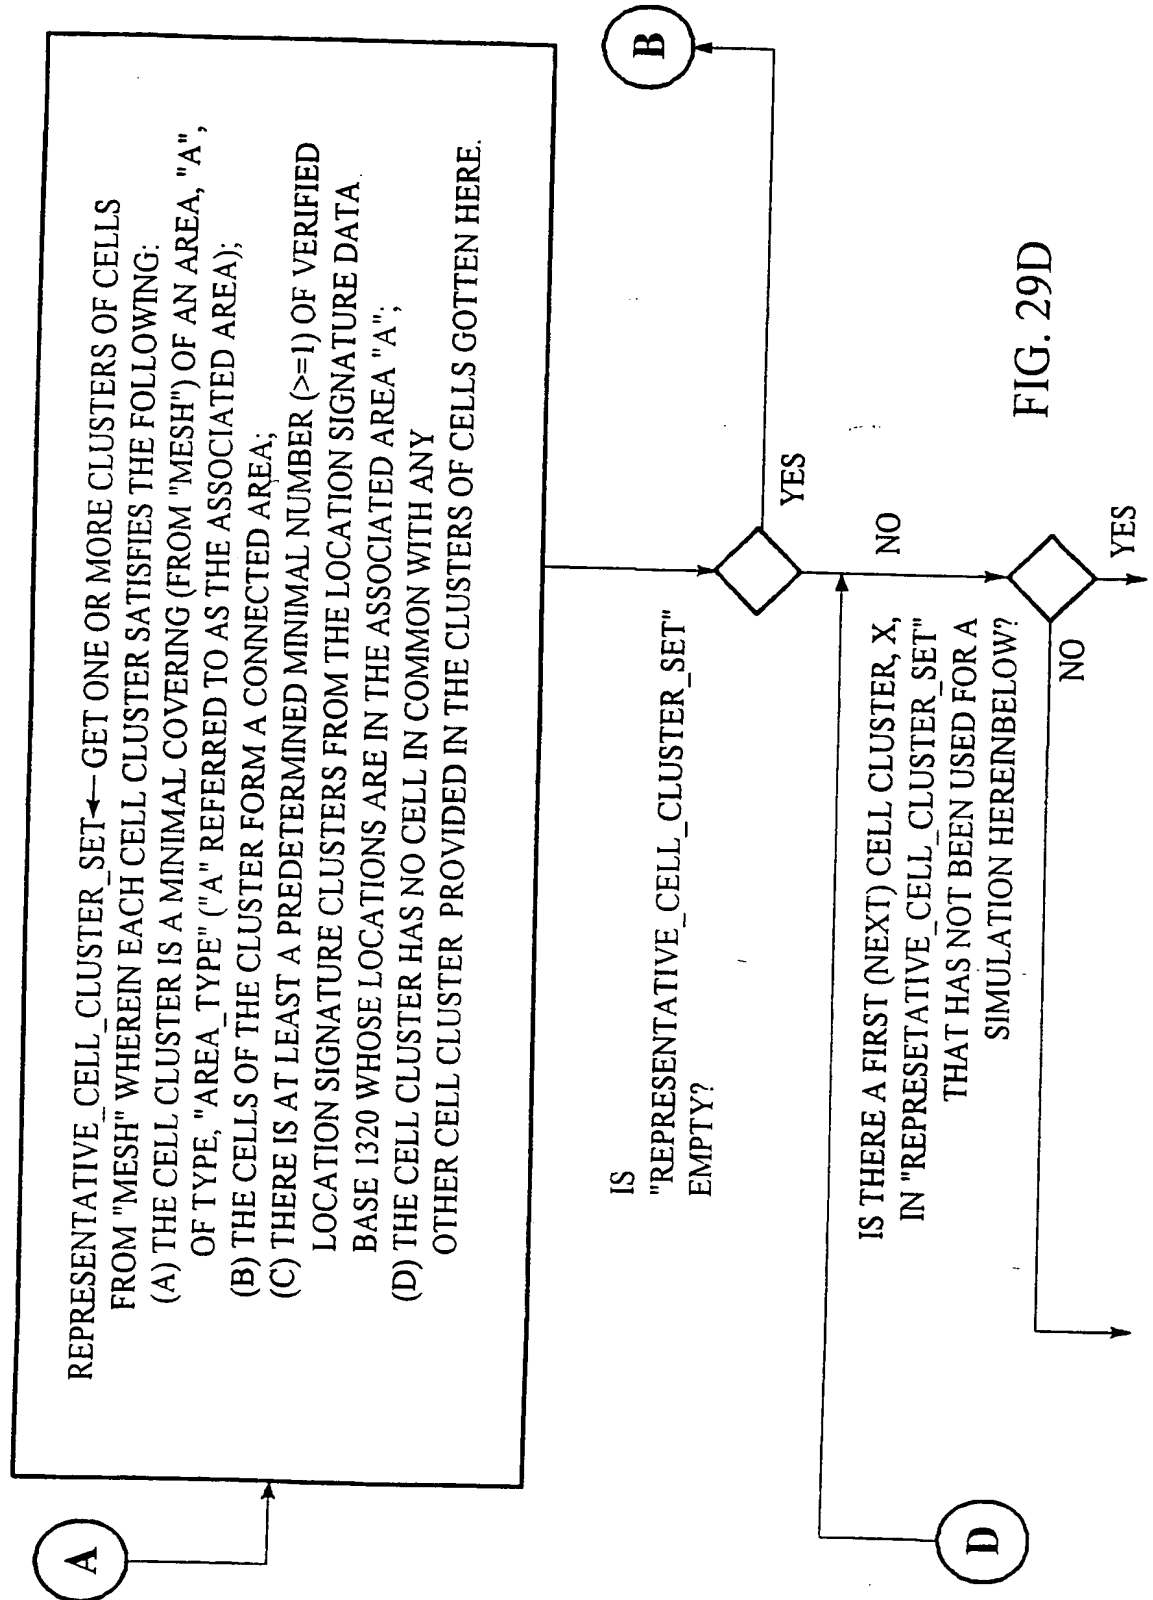 A
REPRESENTATIVE_CELL_CLUSTER_SET ← GET ONE OR MORE CLUSTERS OF CELLS
FROM "MESH" WHEREIN EACH CELL CLUSTER SATISFIES THE FOLLOWING:
(A) THE CELL CLUSTER IS A MINIMAL COVERING (FROM "MESH") OF AN AREA, "A",
OF TYPE, "AREA_TYPE" ("A" REFERRED TO AS THE ASSOCIATED AREA);
(B) THE CELLS OF THE CLUSTER FORM A CONNECTED AREA;
(C) THERE IS AT LEAST A PREDETERMINED MINIMAL NUMBER (>=1) OF VERIFIED
LOCATION SIGNATURE CLUSTERS FROM THE LOCATION SIGNATURE DATA
BASE 1320 WHOSE LOCATIONS ARE IN THE ASSOCIATED AREA "A";
(D) THE CELL CLUSTER HAS NO CELL IN COMMON WITH ANY
OTHER CELL CLUSTER PROVIDED IN THE CLUSTERS OF CELLS GOTTEN HERE.
IS
"REPRESENTATIVE_CELL_CLUSTER_SET"
EMPTY?
YES
B
NO
D
IS THERE A FIRST (NEXT) CELL CLUSTER, X,
IN "REPRESETATIVE_CELL_CLUSTER_SET"
THAT HAS NOT BEEN USED FOR A
SIMULATION HEREINBELOW?
NO
YES
FIG. 29D